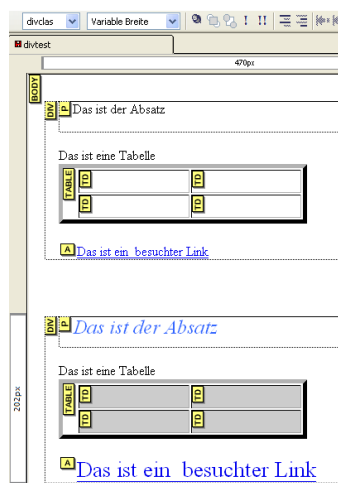 divclas Variable Breite ! !!
divtest
470px
BODY
DIV P Das ist der Absatz
Das ist eine Tabelle
TABLE TD TD
TD TD
A Das ist ein besuchter Link
DIV P Das ist der Absatz
Das ist eine Tabelle
202px
TABLE TD TD
TD TD
A Das ist ein besuchter Link